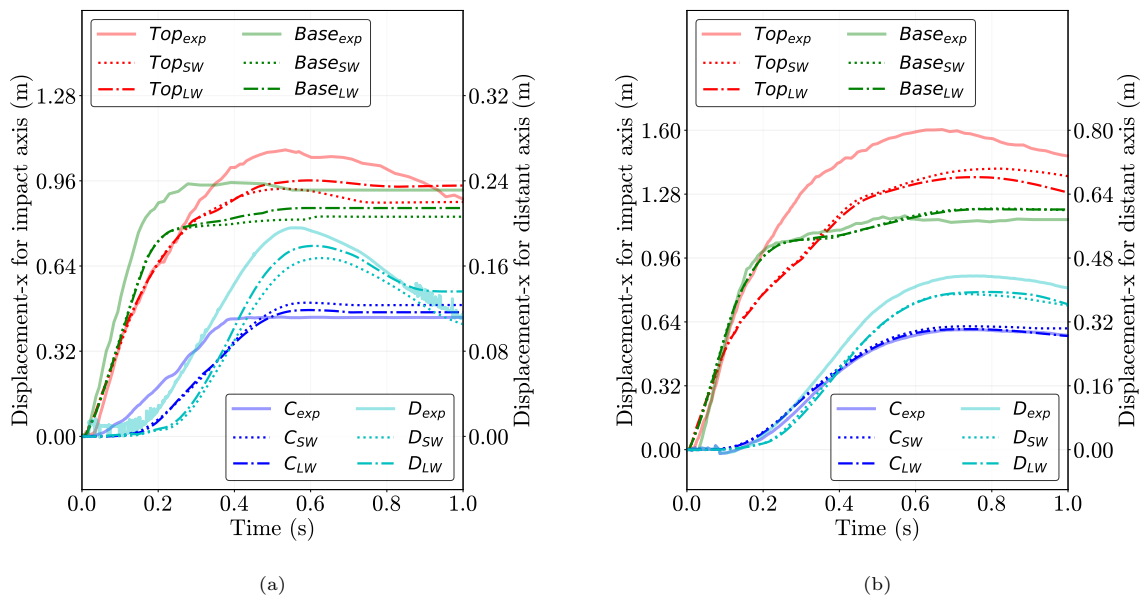 Displacement-x for impact axis (m)
1.28
0.96
0.64
0.32
0.00
Top_exp Base_exp
Top_SW Base_SW
Top_LW Base_LW
C_exp D_exp
C_SW D_SW
C_LW D_LW
0.32
0.24
0.16
0.08
0.00
Displacement-x for distant axis (m)
0.0 0.2 0.4 0.6 0.8 1.0
Time (s)
(a)
Displacement-x for impact axis (m)
1.60
1.28
0.96
0.64
0.32
0.00
Top_exp Base_exp
Top_SW Base_SW
Top_LW Base_LW
C_exp D_exp
C_SW D_SW
C_LW D_LW
0.80
0.64
0.48
0.32
0.16
0.00
Displacement-x for distant axis (m)
0.0 0.2 0.4 0.6 0.8 1.0
Time (s)
(b)